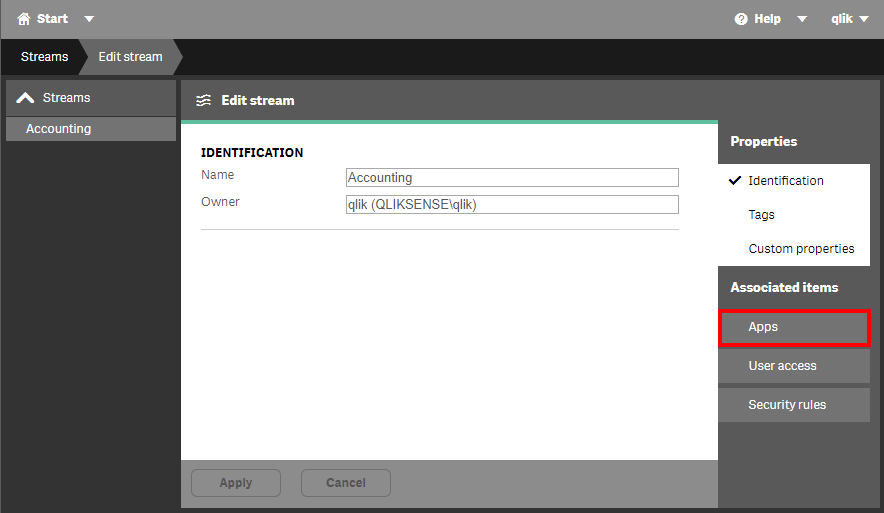 Start
Help
qlik
Streams
Edit stream
Streams
Accounting
Edit stream
IDENTIFICATION
Name
Accounting
Owner
qlik (QLIKSENSE\qlik)
Apply
Cancel
Properties
Identification
Tags
Custom properties
Associated items
Apps
User access
Security rules